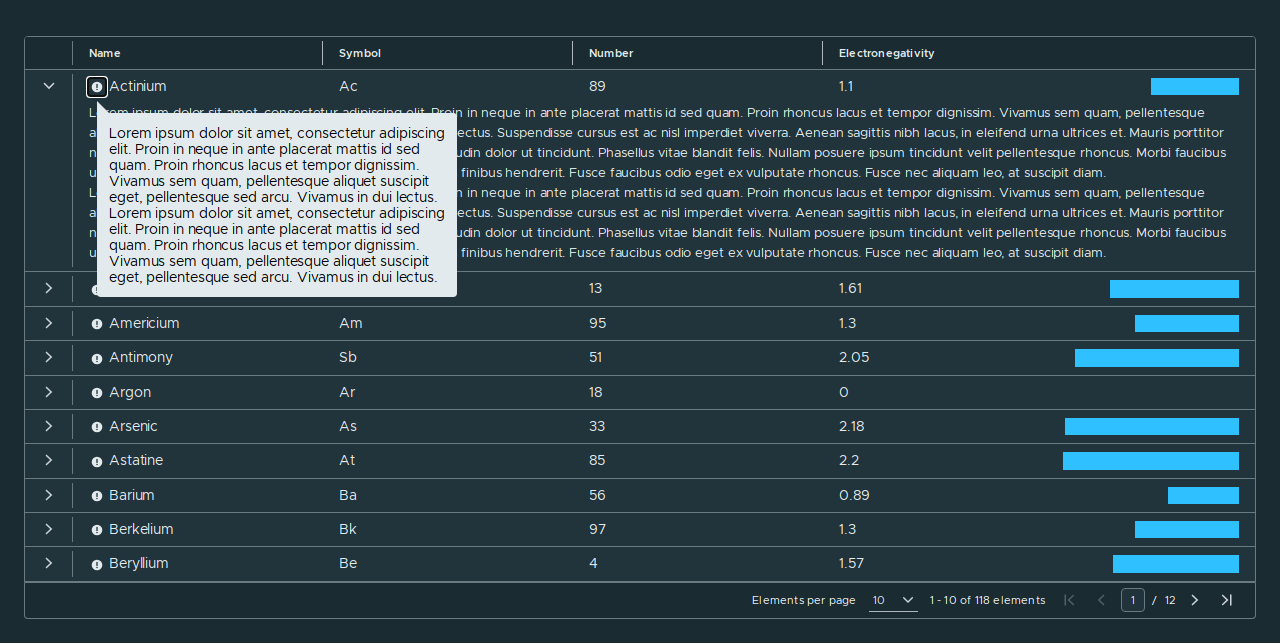 Name Symbol Number Electronegativity
Actinium Ac 89 1.1
Lorem ipsum dolor sit amet, consectetur adipiscing elit. Proin in neque in ante placerat mattis id sed quam. Proin rhoncus lacus et tempor dignissim. Vivamus sem quam, pellentesque
ectus. Suspendisse cursus est ac nisl imperdiet viverra. Aenean sagittis nibh lacus, in eleifend urna ultrices et. Mauris porttitor
udin dolor ut tincidunt. Phasellus vitae blandit felis. Nullam posuere ipsum tincidunt velit pellentesque rhoncus. Morbi faucibus
finibus hendrerit. Fusce faucibus odio eget ex vulputate rhoncus. Fusce nec aliquam leo, at suscipit diam.
in neque in ante placerat mattis id sed quam. Proin rhoncus lacus et tempor dignissim. Vivamus sem quam, pellentesque
ectus. Suspendisse cursus est ac nisl imperdiet viverra. Aenean sagittis nibh lacus, in eleifend urna ultrices et. Mauris porttitor
udin dolor ut tincidunt. Phasellus vitae blandit felis. Nullam posuere ipsum tincidunt velit pellentesque rhoncus. Morbi faucibus
finibus hendrerit. Fusce faucibus odio eget ex vulputate rhoncus. Fusce nec aliquam leo, at suscipit diam.
Lorem ipsum dolor sit amet, consectetur adipiscing
elit. Proin in neque in ante placerat mattis id sed
quam. Proin rhoncus lacus et tempor dignissim.
Vivamus sem quam, pellentesque aliquet suscipit
eget, pellentesque sed arcu. Vivamus in dui lectus.
Lorem ipsum dolor sit amet, consectetur adipiscing
elit. Proin in neque in ante placerat mattis id sed
quam. Proin rhoncus lacus et tempor dignissim.
Vivamus sem quam, pellentesque aliquet suscipit
eget, pellentesque sed arcu. Vivamus in dui lectus.
13 1.61
Americium Am 95 1.3
Antimony Sb 51 2.05
Argon Ar 18 0
Arsenic As 33 2.18
Astatine At 85 2.2
Barium Ba 56 0.89
Berkelium Bk 97 1.3
Beryllium Be 4 1.57
Elements per page 10 1 - 10 of 118 elements 1 / 12